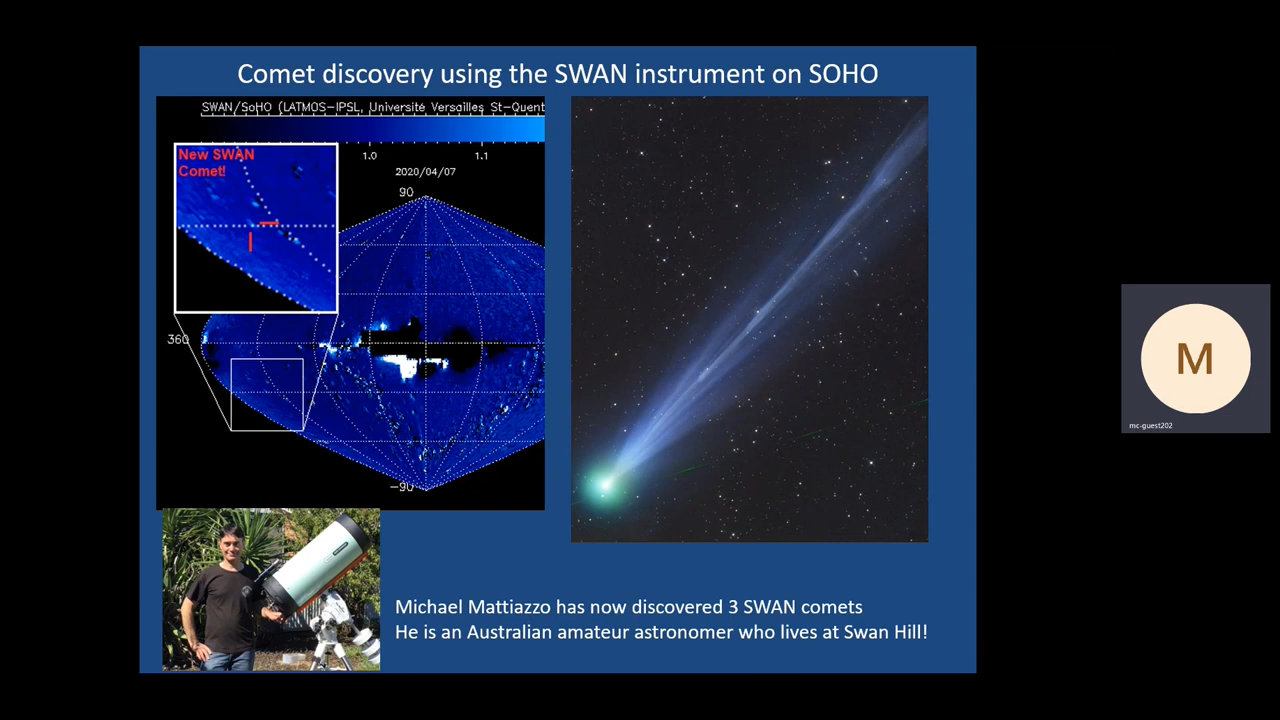 Comet discovery using the SWAN instrument on SOHO
SWAN/SoHO (LATMOS-IPSL, Université Versailles St-Quent
1.0 1.1
2020/04/07
New SWAN
Comet!
90
360
-90
Michael Mattiazzo has now discovered 3 SWAN comets
He is an Australian amateur astronomer who lives at Swan Hill!
M
mc-guest202